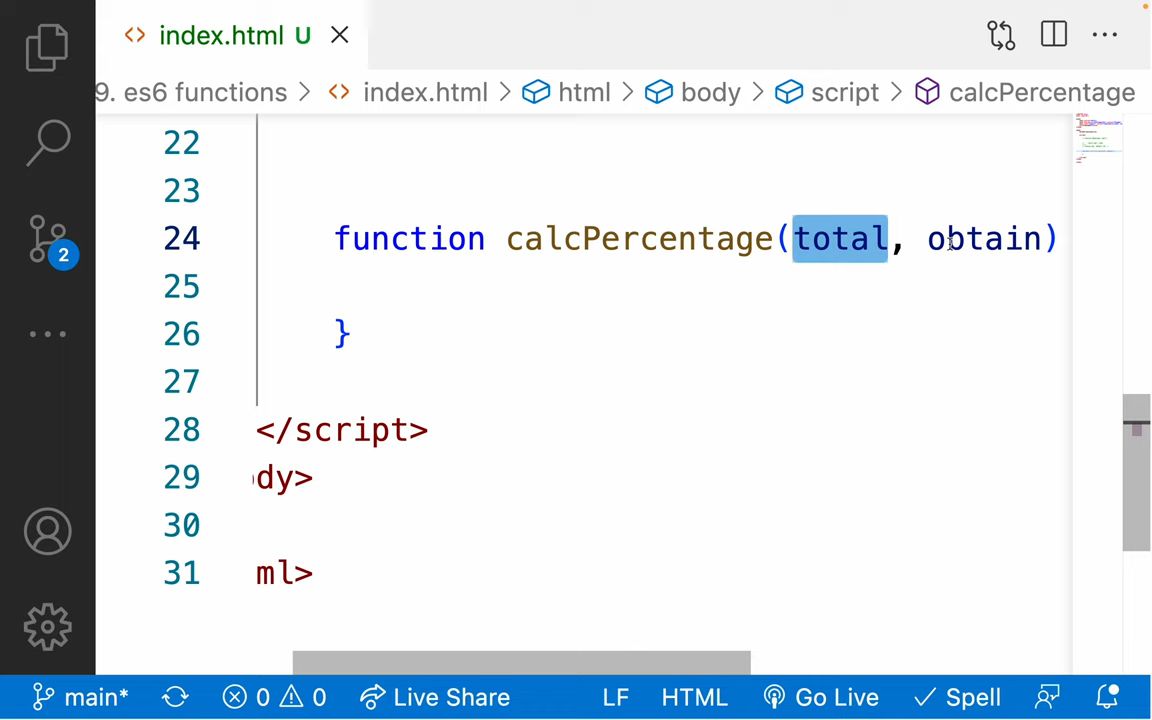 index.html U
9. es6 functions > index.html > html > body > script > calcPercentage
22
23
24 function calcPercentage(total, obtain)
25
26 }
27
28 </script>
29 dy>
30
31 ml>
2
main* 0 0 Live Share LF HTML Go Live Spell